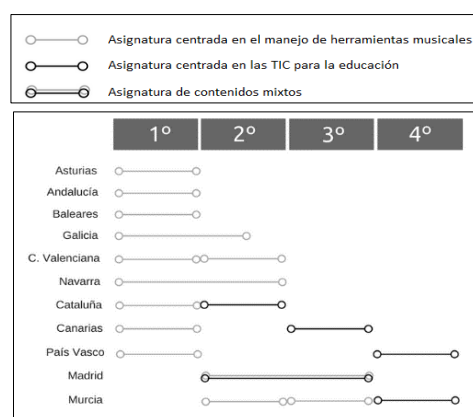 Asignatura centrada en el manejo de herramientas musicales
Asignatura centrada en las TIC para la educación
Asignatura de contenidos mixtos
1º 2º 3º 4º
Asturias
Andalucía
Baleares
Galicia
C. Valenciana
Navarra
Cataluña
Canarias
País Vasco
Madrid
Murcia